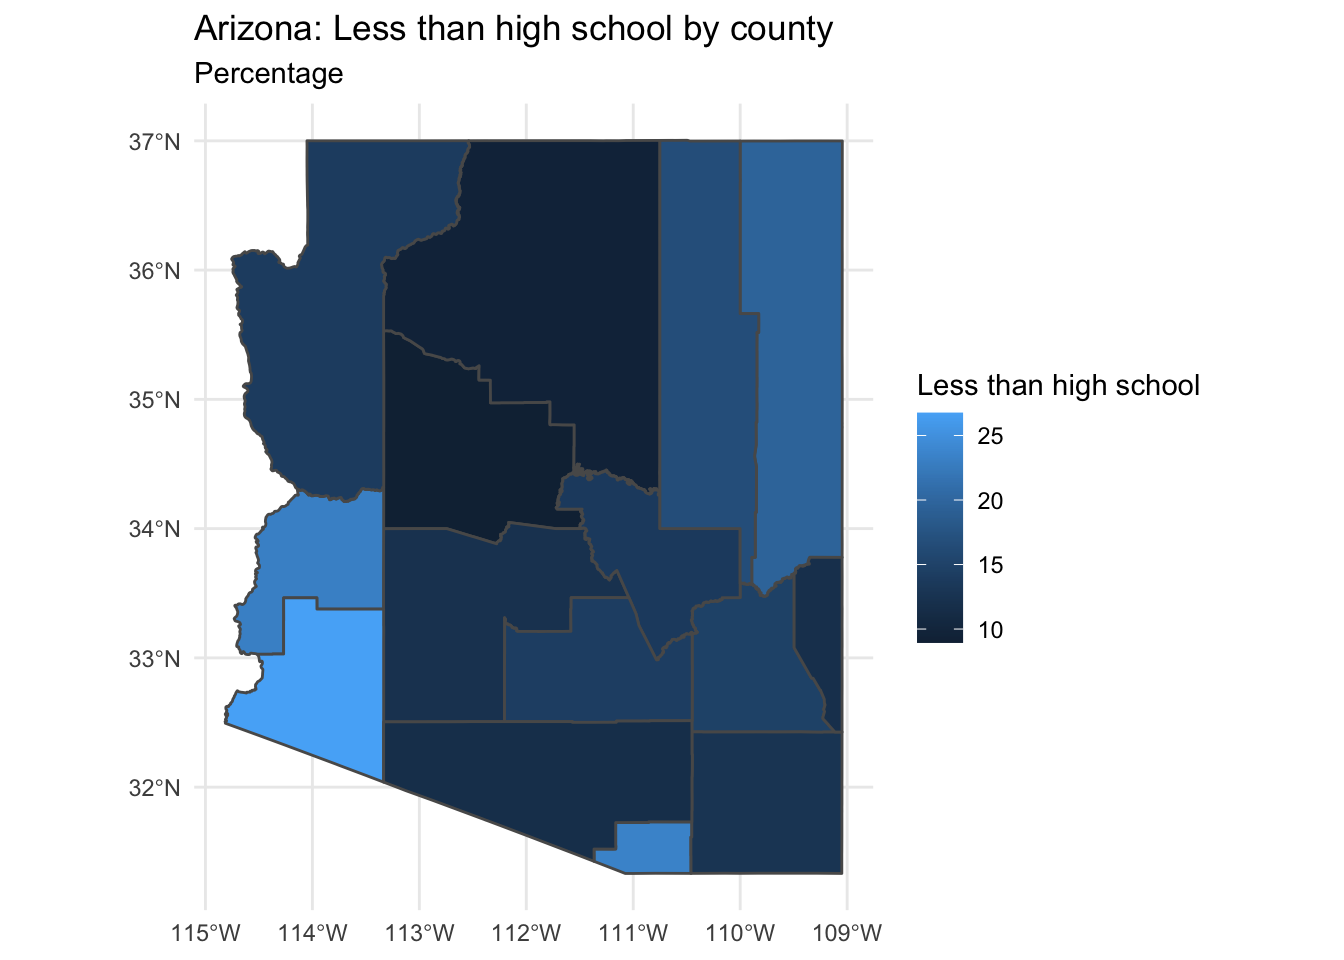 Arizona: Less than high school by county
Percentage
37°N
36°N
35°N
34°N
33°N
32°N
115°W 114°W 113°W 112°W 111°W 110°W 109°W
Less than high school
25
20
15
10